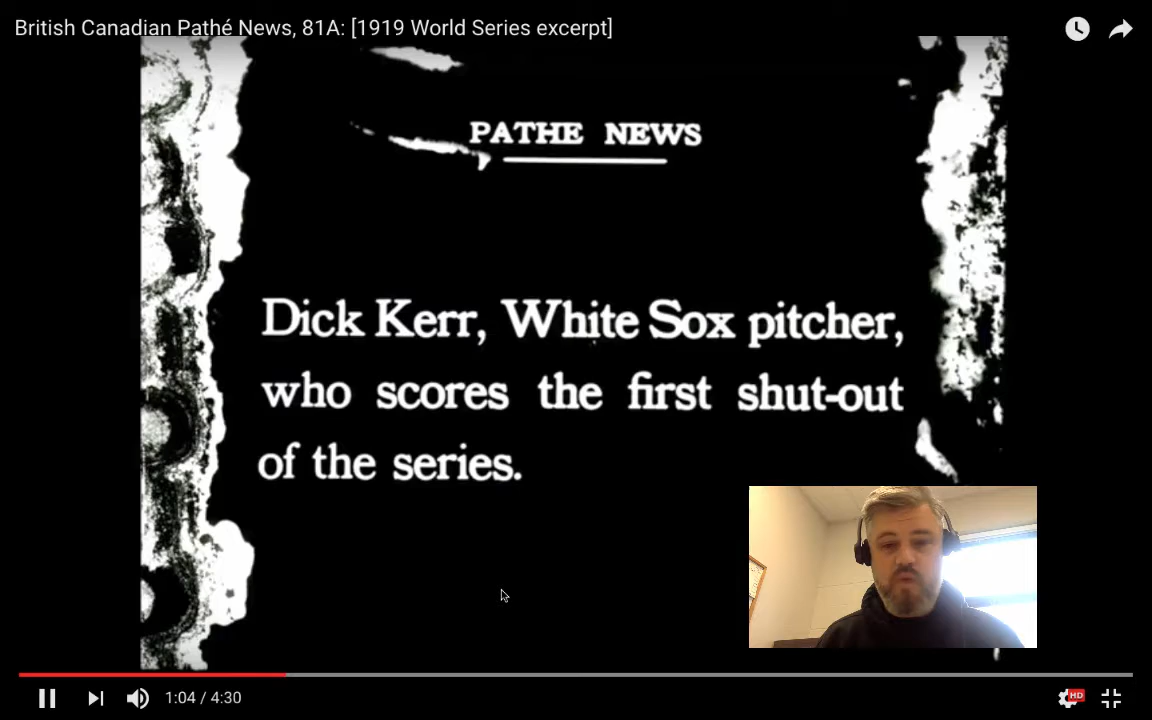 British Canadian Pathé News, 81A: [1919 World Series excerpt]
PATHE NEWS
Dick Kerr, White Sox pitcher,
who scores the first shut-out
of the series.
1:04 / 4:30
HD